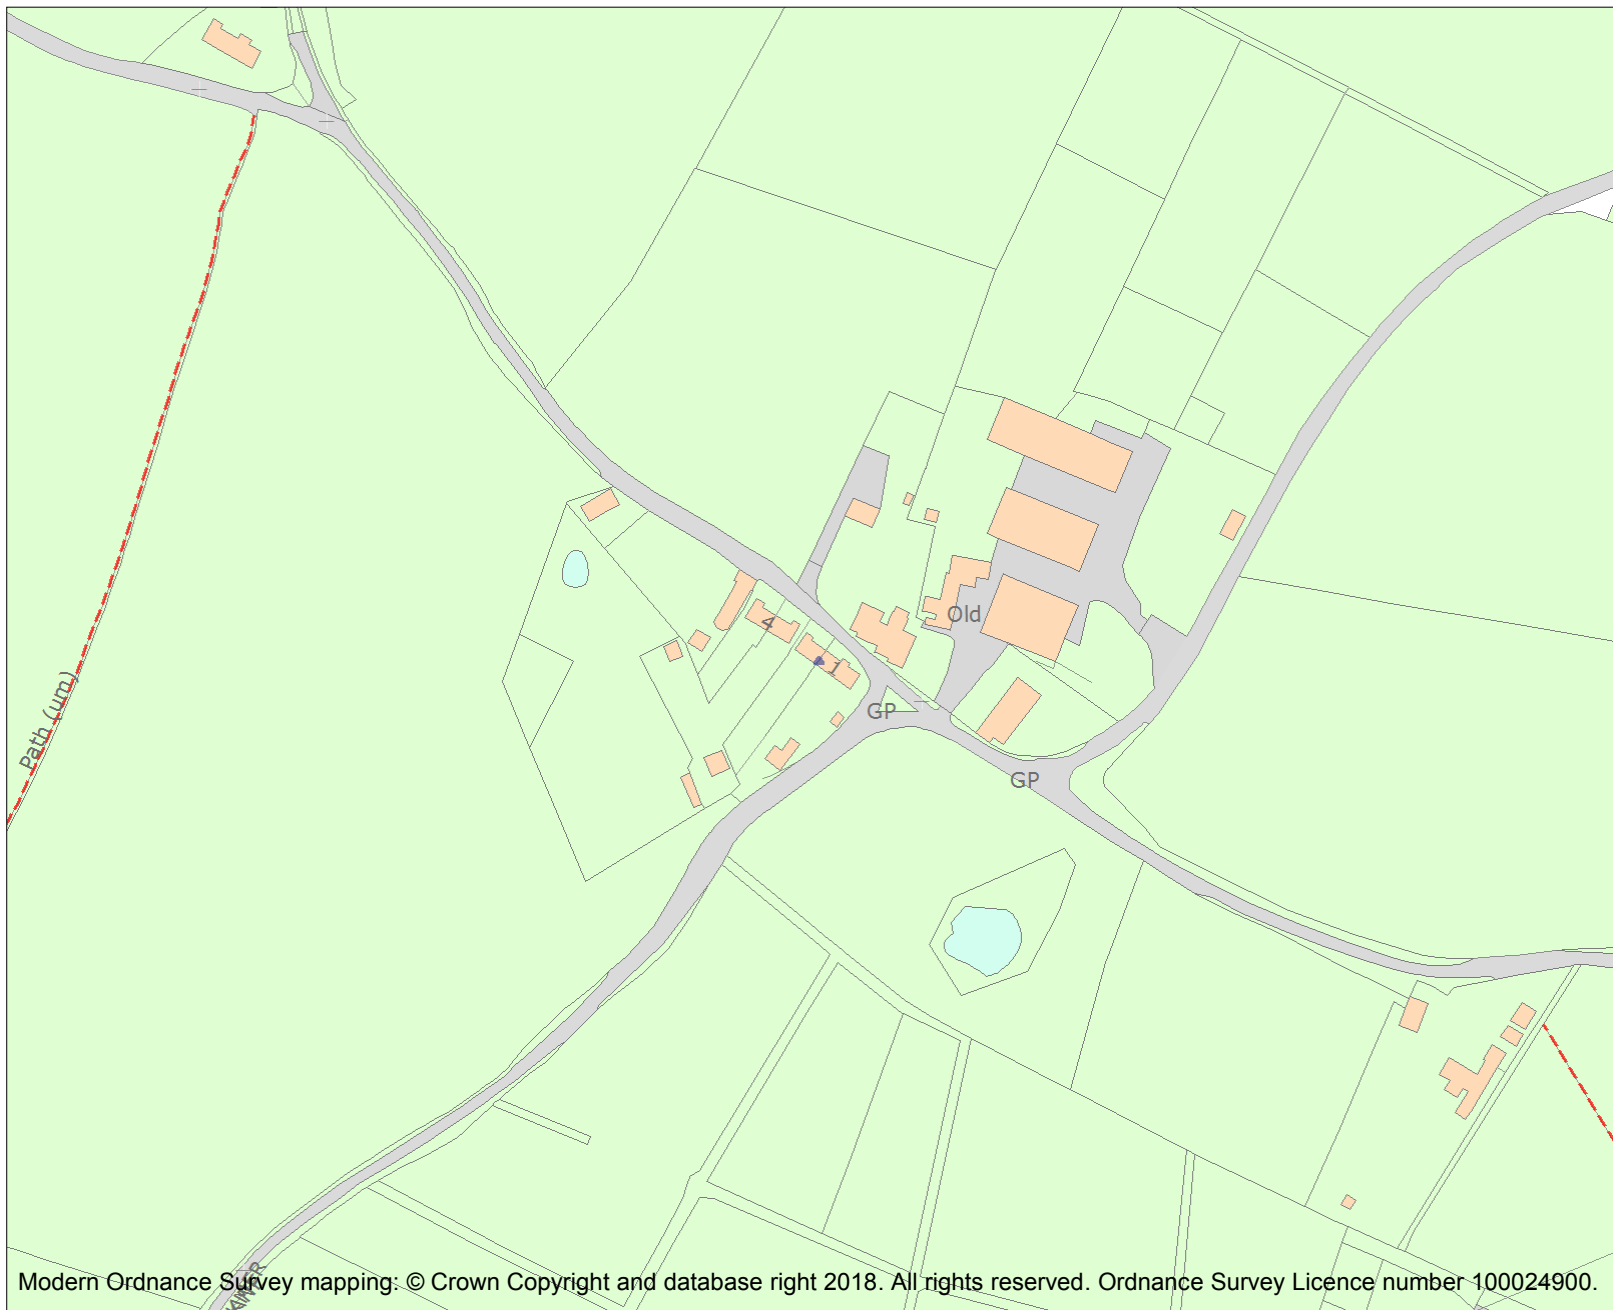 4
Old
1
Path (um)
GP
GP
Modern Ordnance Survey mapping: © Crown Copyright and database right 2018. All rights reserved. Ordnance Survey Licence number 100024900.